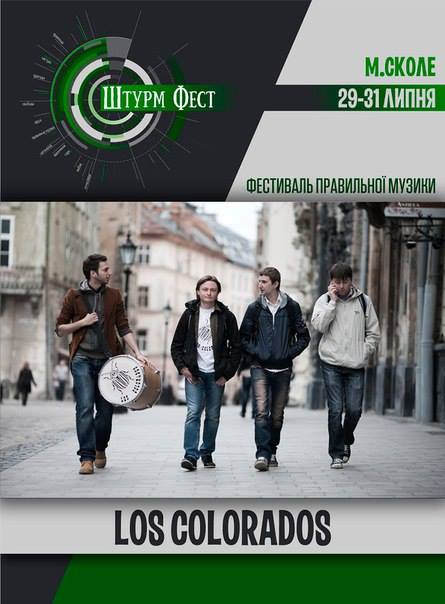 Штурм Фест
М.СКОЛЕ
29-31 ЛИПНЯ
ФЕСТИВАЛЬ ПРАВИЛЬНОЇ МУЗИКИ
LOS COLORADOS